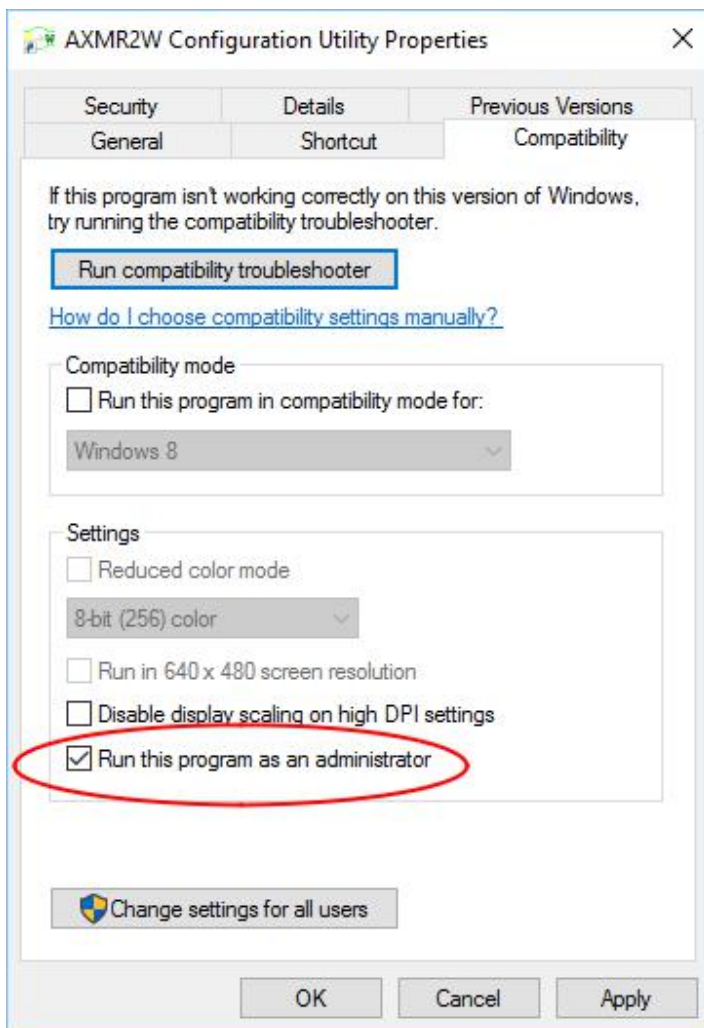 AXMR2W Configuration Utility Properties
Security Details Previous Versions
General Shortcut Compatibility
If this program isn't working correctly on this version of Windows,
try running the compatibility troubleshooter.
Run compatibility troubleshooter
How do I choose compatibility settings manually?
Compatibility mode
Run this program in compatibility mode for:
Windows 8
Settings
Reduced color mode
8-bit (256) color
Run in 640 x 480 screen resolution
Disable display scaling on high DPI settings
Run this program as an administrator
Change settings for all users
OK Cancel Apply